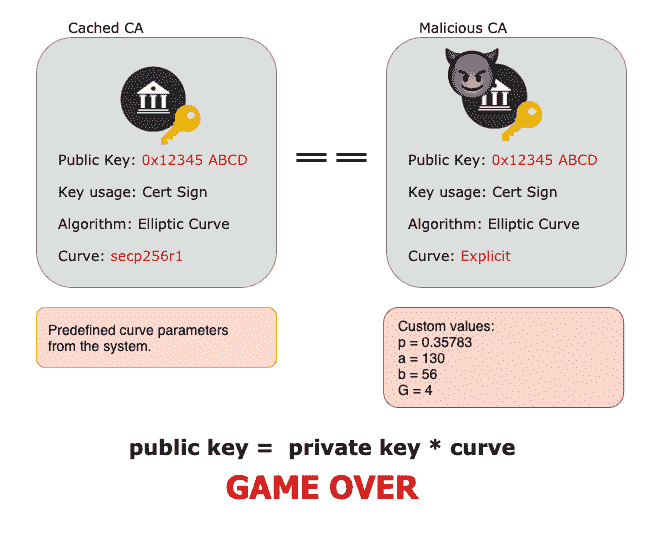 Cached CA
Public Key: 0x12345 ABCD
Key usage: Cert Sign
Algorithm: Elliptic Curve
Curve: secp256r1
Predefined curve parameters
from the system.
==
Malicious CA
Public Key: 0x12345 ABCD
Key usage: Cert Sign
Algorithm: Elliptic Curve
Curve: Explicit
Custom values:
p = 0.35783
a = 130
b = 56
G = 4
public key = private key * curve
GAME OVER